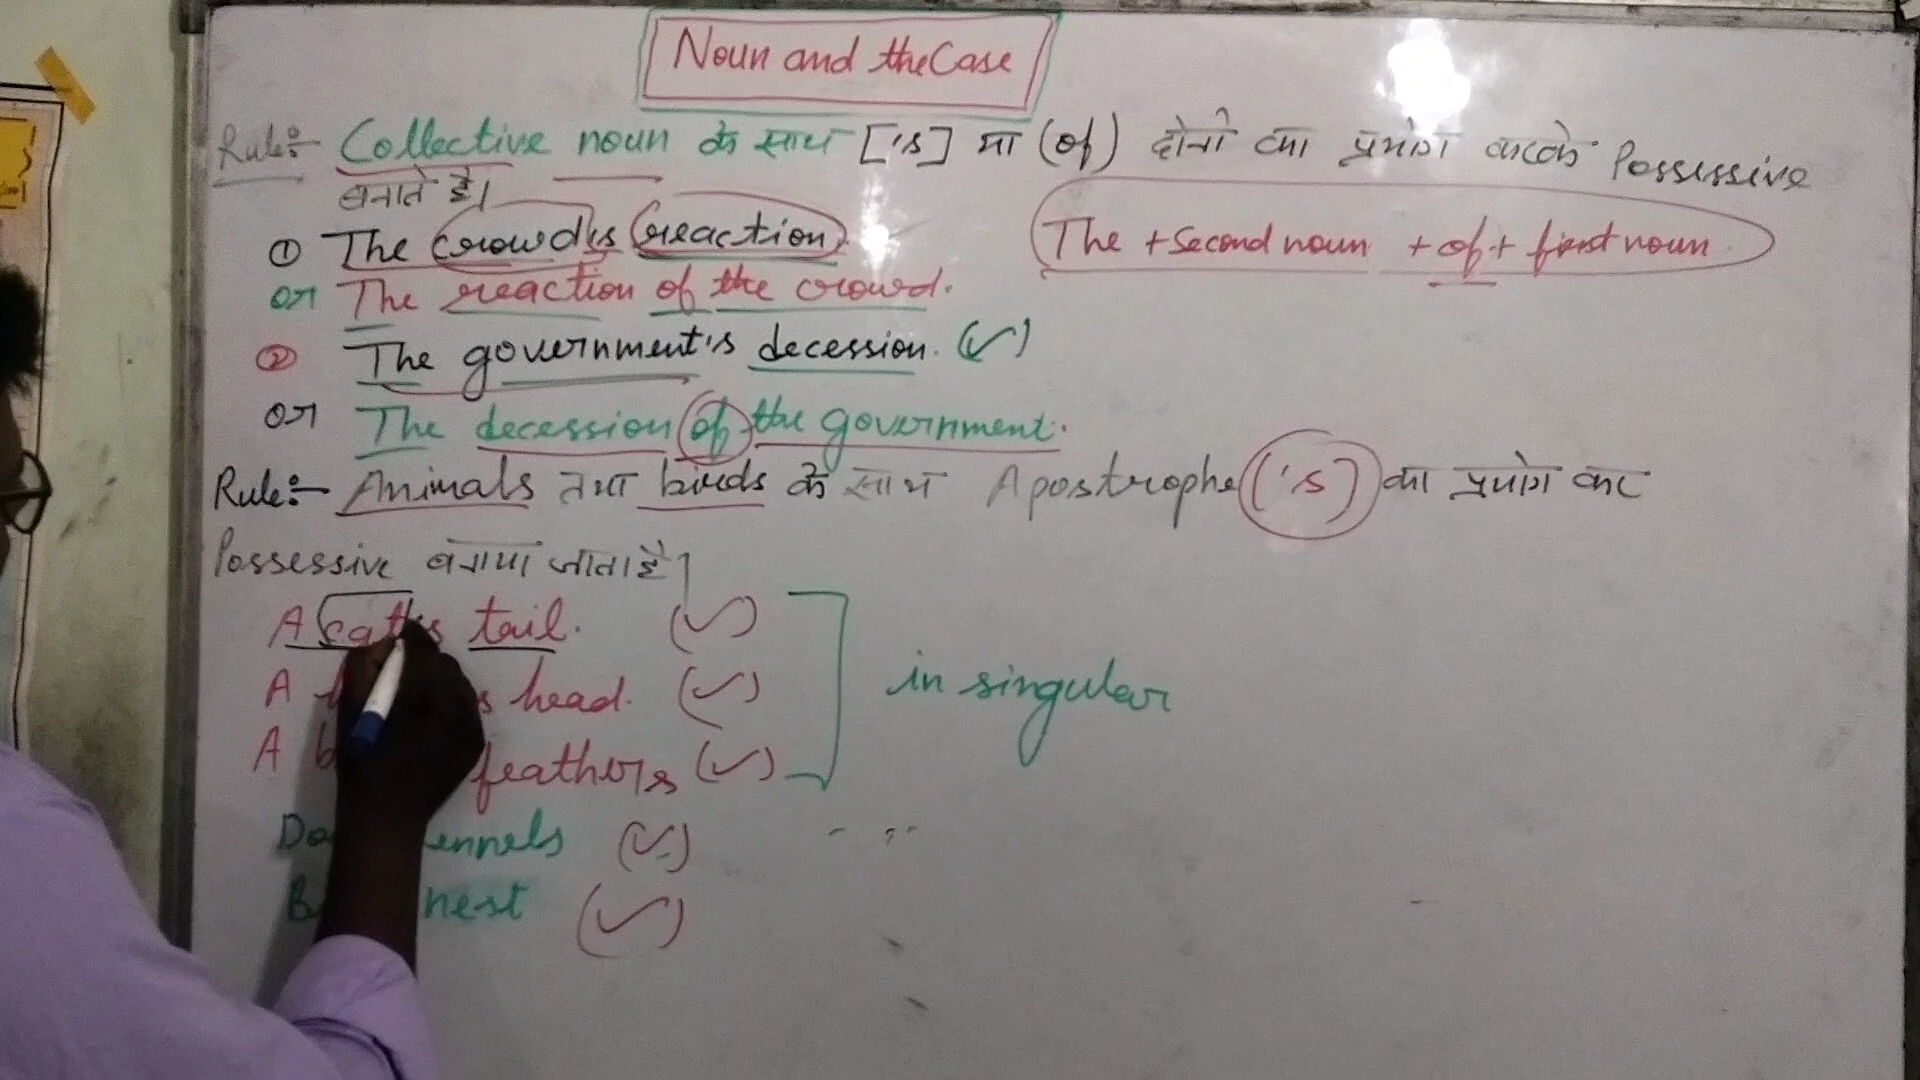 Noun and the Case
Rule:- Collective noun के साथ ['s] या (of) दोनो का प्रयोग करके Possessive
बनाते है।
① The crowd's reaction.
The + Second noun + of + first noun.
or The reaction of the crowd.
② The government's decession. (✓)
or The decession of the government.
Rule:- Animals तथा birds के साथ Apostrophe ('s) का प्रयोग कर
Possessive बनाया जाता है।
A cat's tail. (✓)
A head. (✓)
in singular
A feathers (✓)
(✓)
nest (✓)